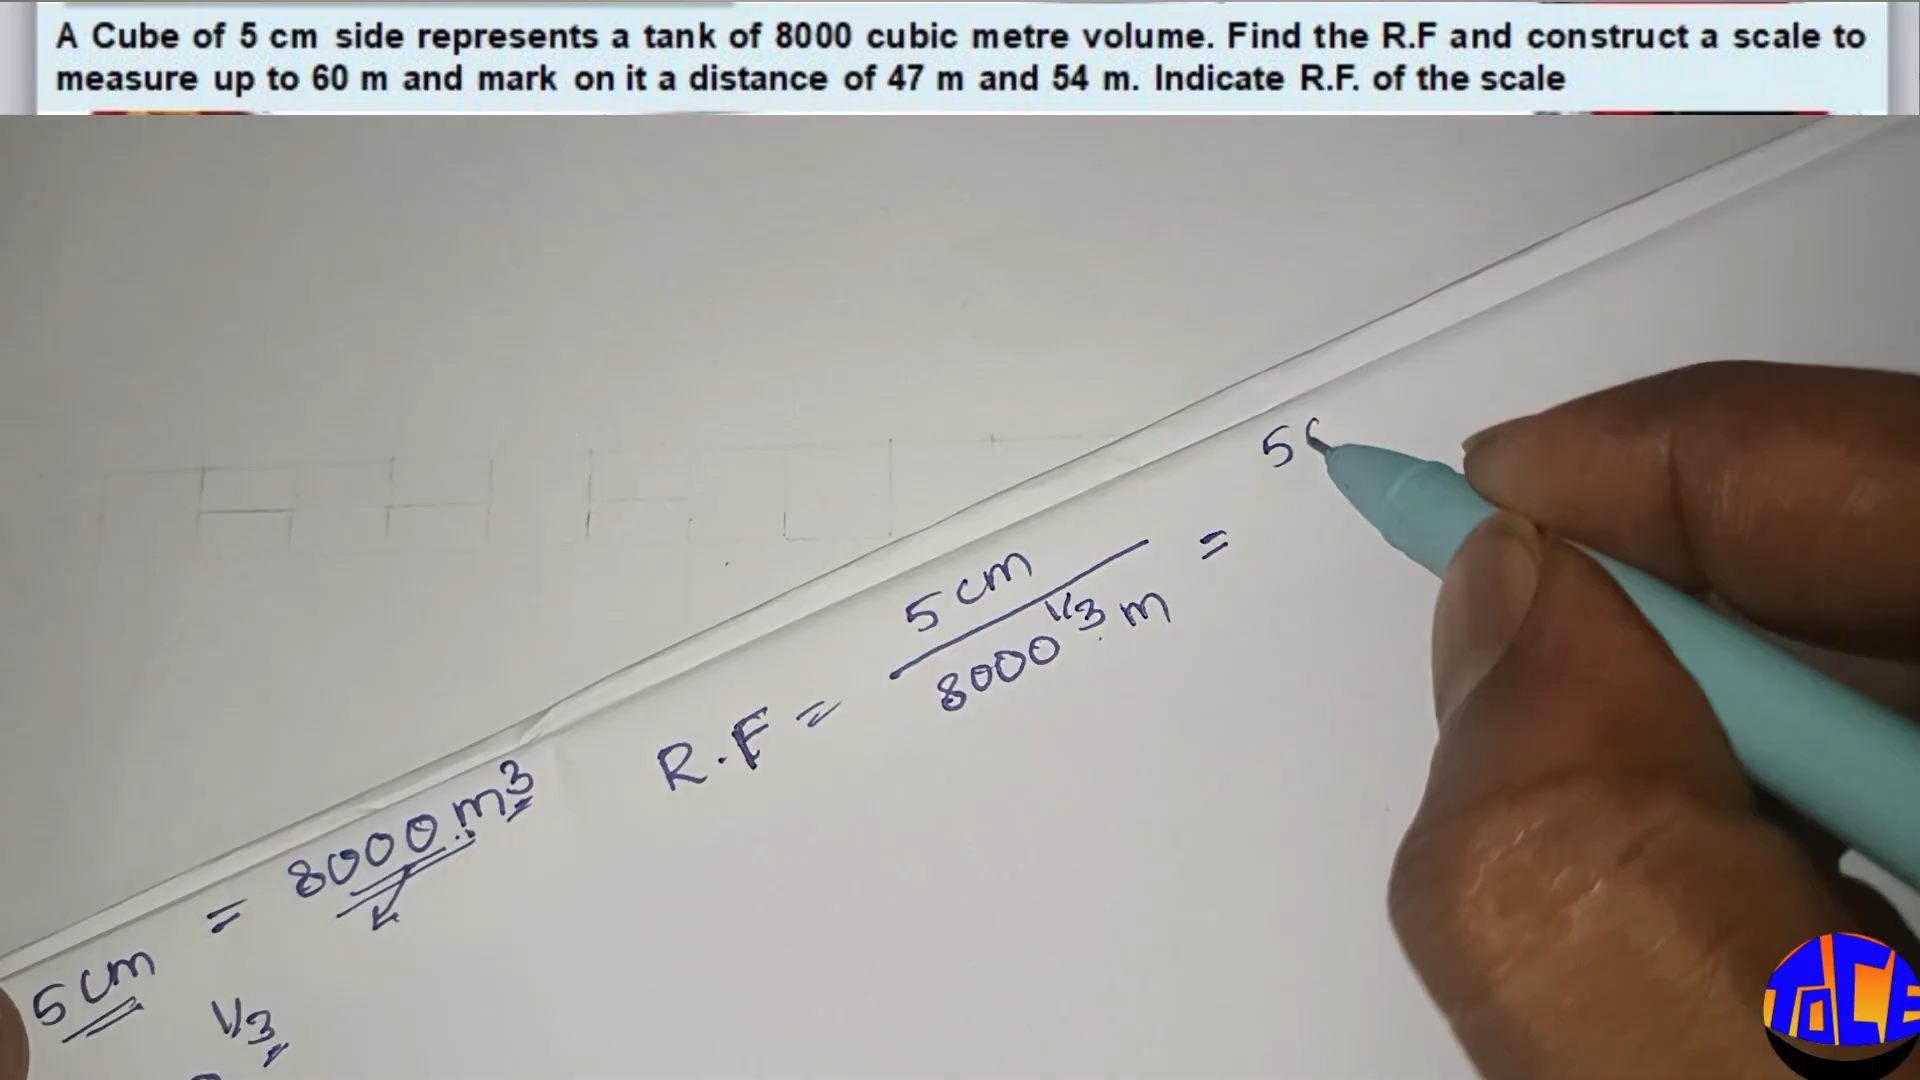 A Cube of 5 cm side represents a tank of 8000 cubic metre volume. Find the R.F and construct a scale to
measure up to 60 m and mark on it a distance of 47 m and 54 m. Indicate R.F. of the scale
5 cm = 8000 m³
1/3
R.F = 5 cm / 8000^1/3 m = 5